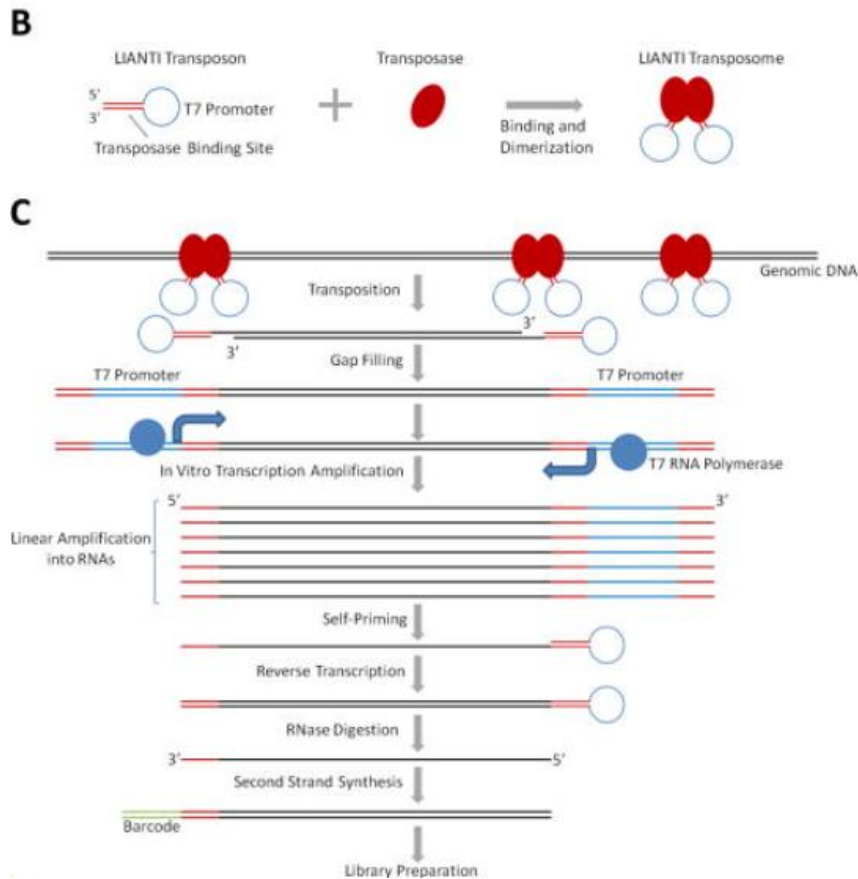 B
LIANTI Transposon
Transposase
LIANTI Transposome
5’
3’
T7 Promoter
Transposase Binding Site
+
Binding and
Dimerization
C
Genomic DNA
Transposition
3’
3’
Gap Filling
T7 Promoter
T7 Promoter
T7 RNA Polymerase
In Vitro Transcription Amplification
5’
3’
Linear Amplification
into RNAs
Self-Priming
Reverse Transcription
RNase Digestion
3’
5’
Second Strand Synthesis
Barcode
Library Preparation